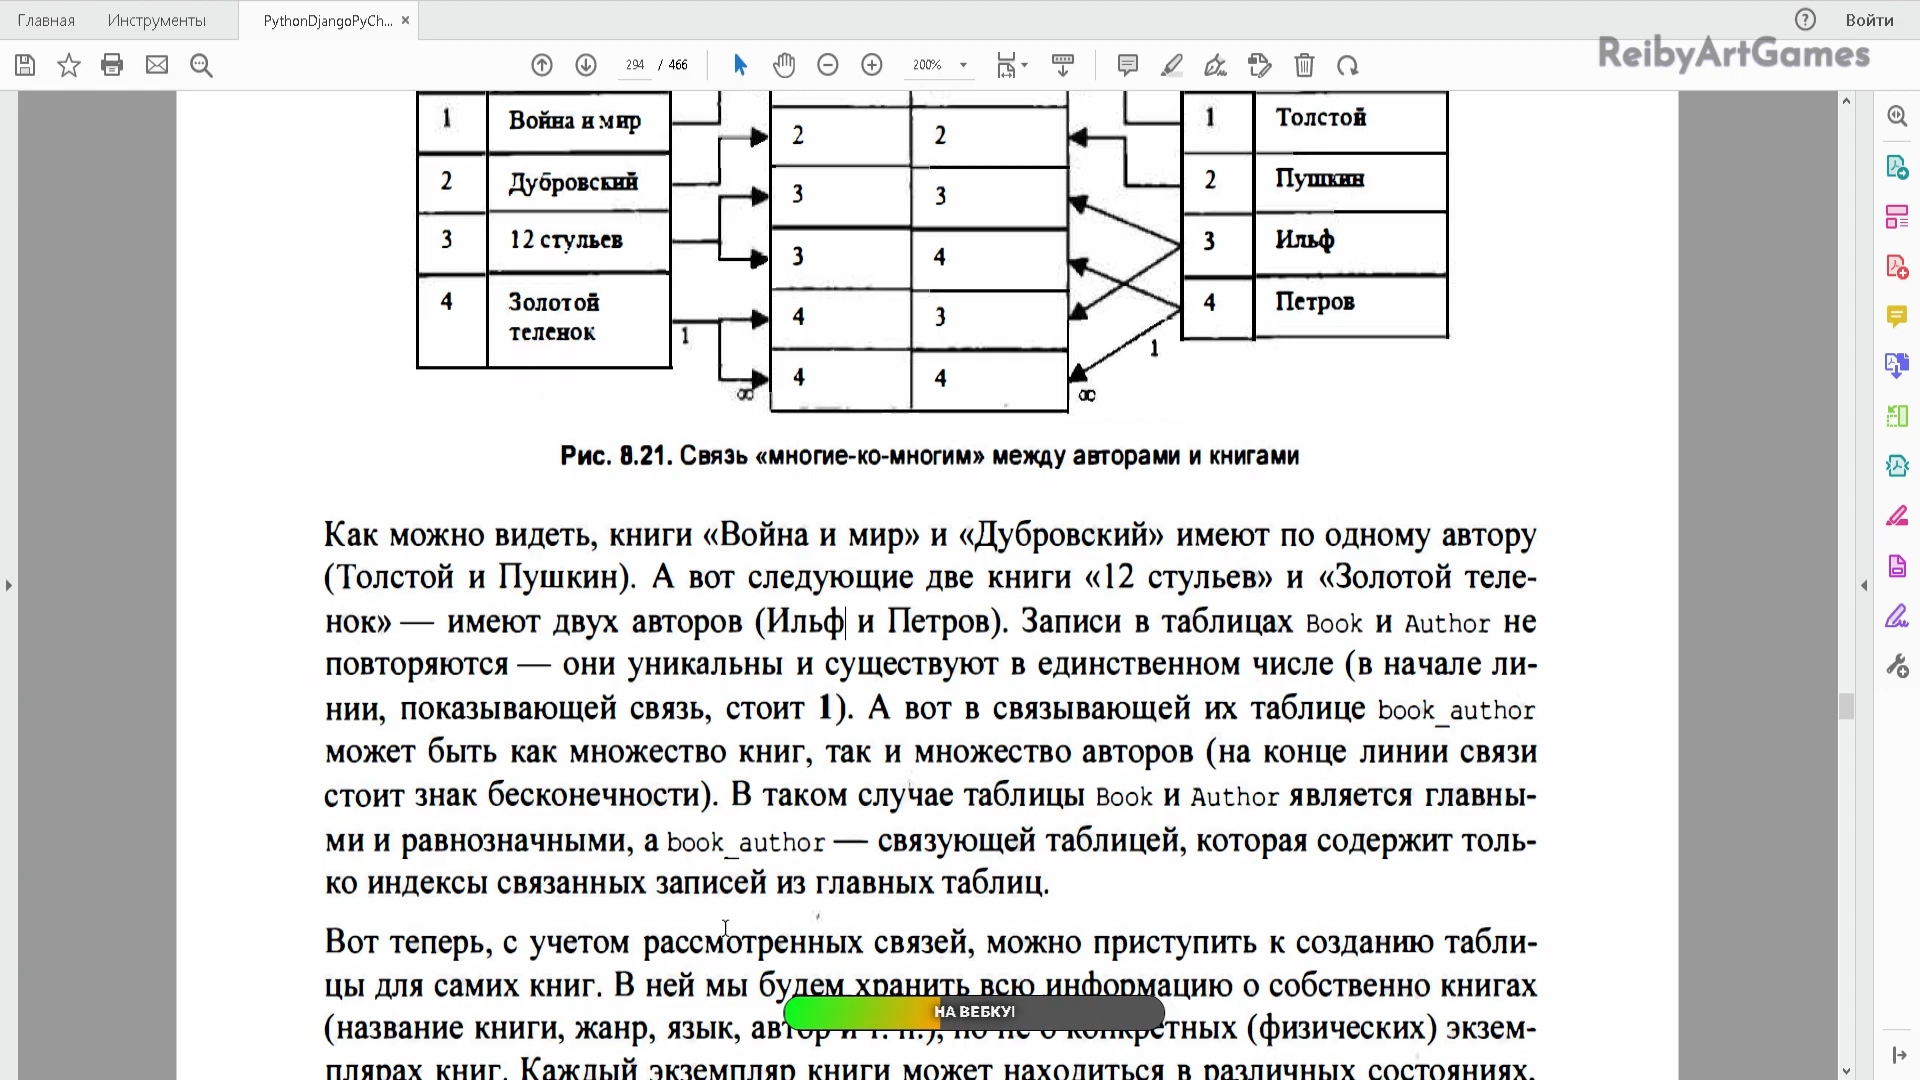 Главная Инструменты PythonDjangoPyCh... × Войти
ReibyArtGames
294 / 466 200%
1 Война и мир 1 Толстой
2 2
2 Дубровский 2 Пушкин
3 3
3 12 стульев 3 Ильф
3 4
4 Золотой теленок 4 Петров
4 3
1 1
4 4
∞ ∞
Рис. 8.21. Связь «многие-ко-многим» между авторами и книгами
Как можно видеть, книги «Война и мир» и «Дубровский» имеют по одному автору
(Толстой и Пушкин). А вот следующие две книги «12 стульев» и «Золотой теле-
нок» — имеют двух авторов (Ильф и Петров). Записи в таблицах Book и Author не
повторяются — они уникальны и существуют в единственном числе (в начале ли-
нии, показывающей связь, стоит 1). А вот в связывающей их таблице book_author
может быть как множество книг, так и множество авторов (на конце линии связи
стоит знак бесконечности). В таком случае таблицы Book и Author является главны-
ми и равнозначными, а book_author — связующей таблицей, которая содержит толь-
ко индексы связанных записей из главных таблиц.
Вот теперь, с учетом рассмотренных связей, можно приступить к созданию табли-
цы для самих книг. В ней мы будем хранить всю информацию о собственно книгах
НА ВЕБКУ!
(название книги, жанр, язык, автор и т. п.), но не о конкретных (физических) экзем-
плярах книг. Каждый экземпляр книги может находиться в различных состояниях,